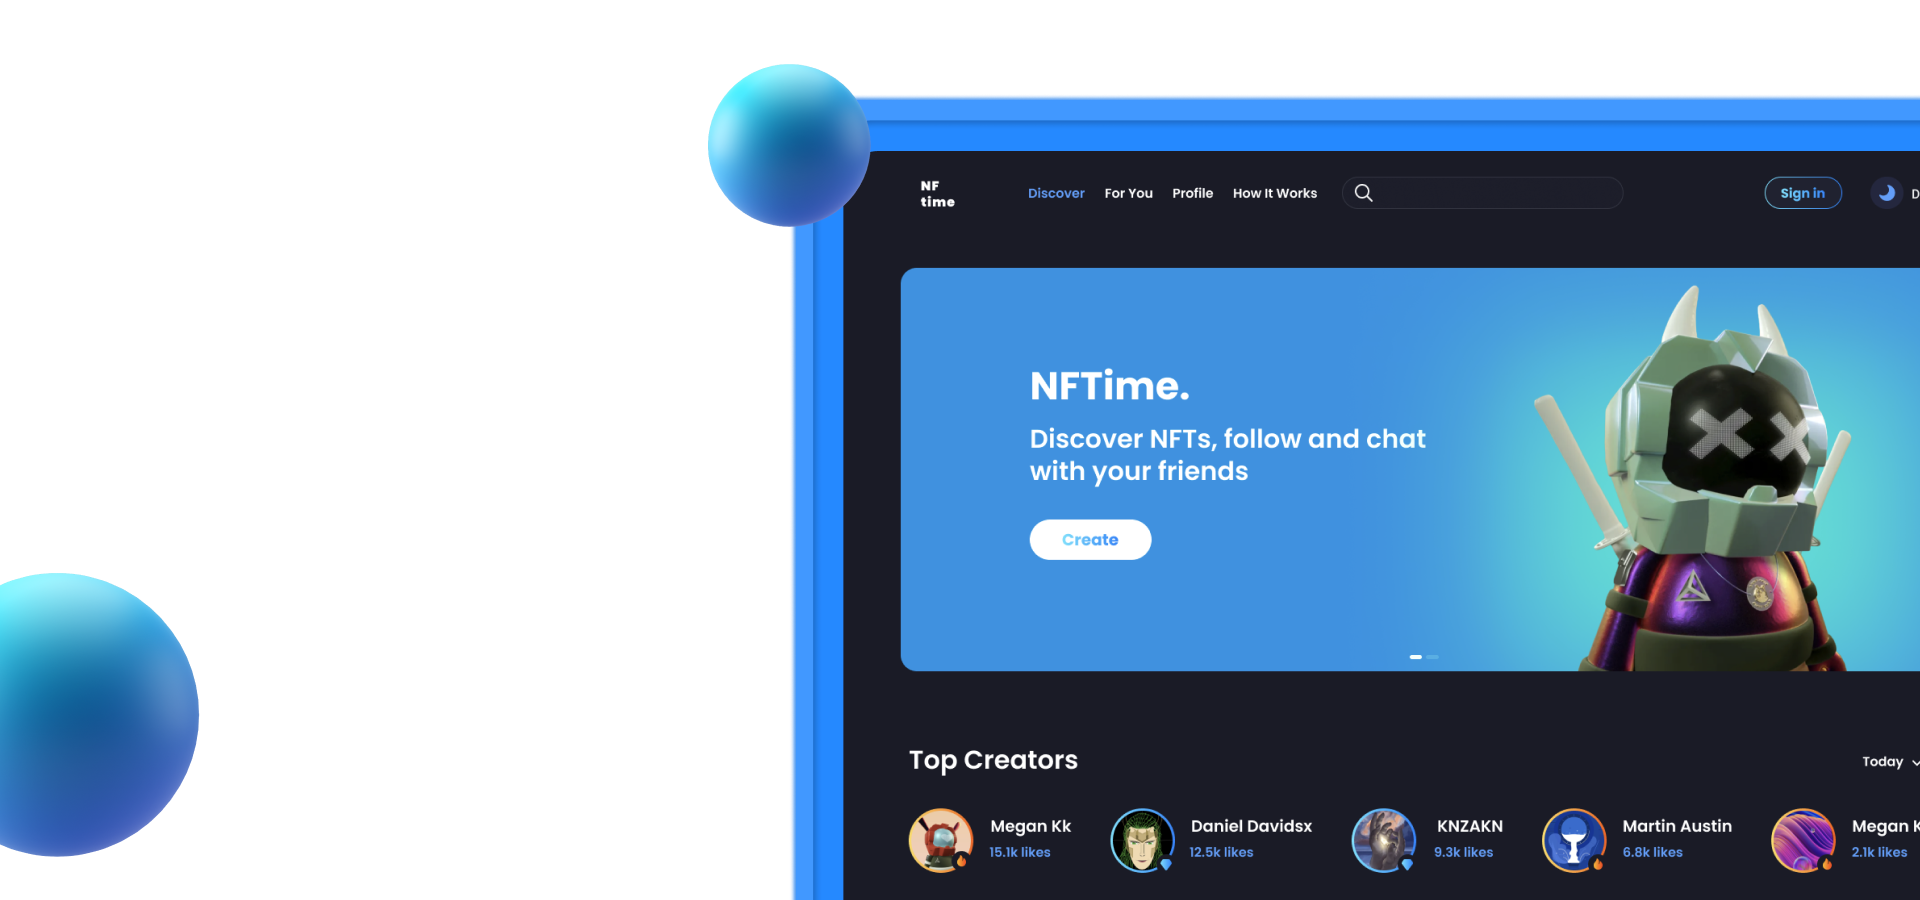 NF
time
Discover For You Profile How It Works
Sign in
NFTime.
Discover NFTs, follow and chat
with your friends
Create
Top Creators
Today
Megan Kk
15.1k likes
Daniel Davidsx
12.5k likes
KNZAKN
9.3k likes
Martin Austin
6.8k likes
Megan
2.1k likes